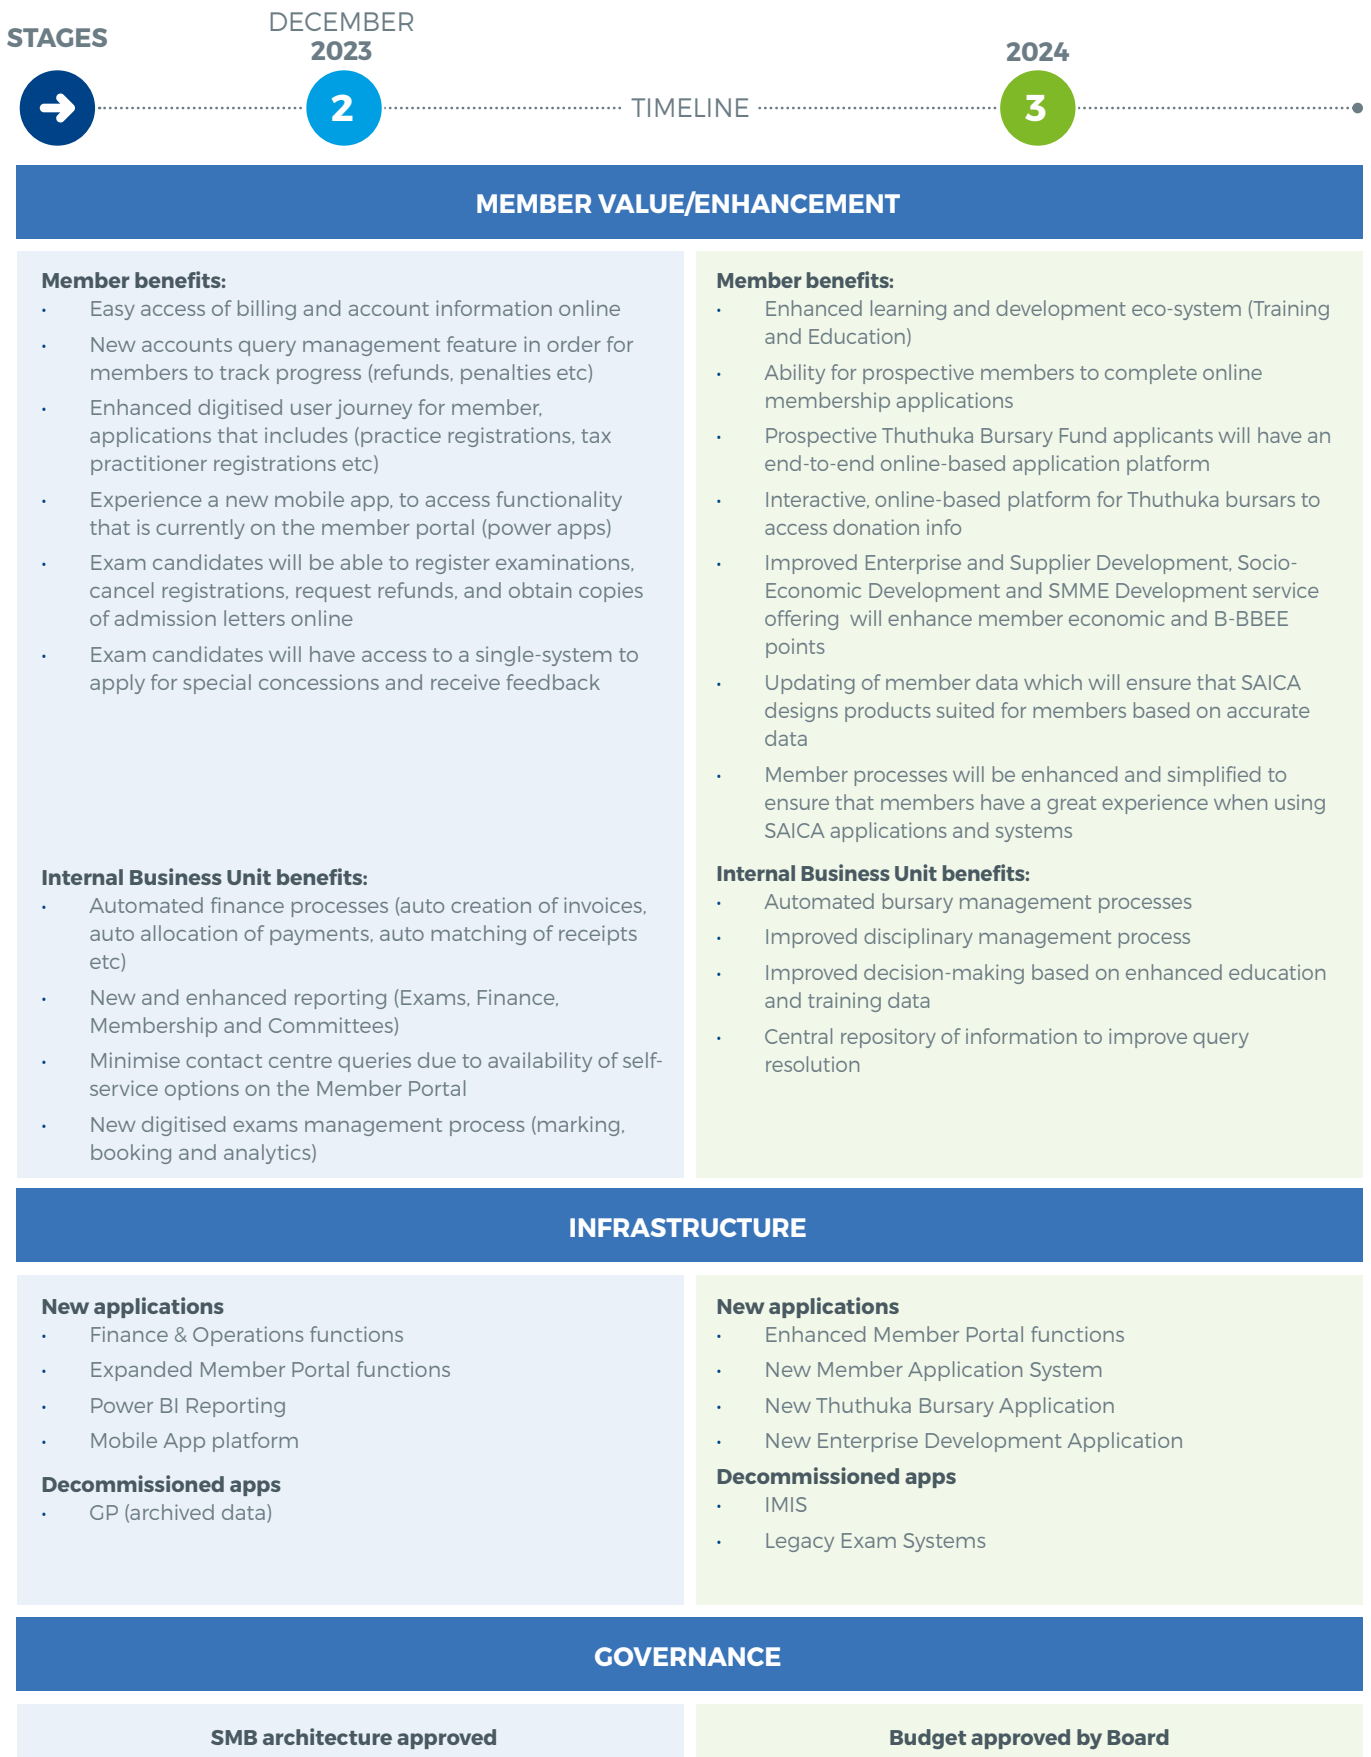 STAGES
DECEMBER
2023
2024
2
TIMELINE
3
MEMBER VALUE/ENHANCEMENT
Member benefits:
• Easy access of billing and account information online
• New accounts query management feature in order for
members to track progress (refunds, penalties etc)
• Enhanced digitised user journey for member,
applications that includes (practice registrations, tax
practitioner registrations etc)
• Experience a new mobile app, to access functionality
that is currently on the member portal (power apps)
• Exam candidates will be able to register examinations,
cancel registrations, request refunds, and obtain copies
of admission letters online
• Exam candidates will have access to a single-system to
apply for special concessions and receive feedback
Internal Business Unit benefits:
• Automated finance processes (auto creation of invoices,
auto allocation of payments, auto matching of receipts
etc)
• New and enhanced reporting (Exams, Finance,
Membership and Committees)
• Minimise contact centre queries due to availability of self-
service options on the Member Portal
• New digitised exams management process (marking,
booking and analytics)
Member benefits:
• Enhanced learning and development eco-system (Training
and Education)
• Ability for prospective members to complete online
membership applications
• Prospective Thuthuka Bursary Fund applicants will have an
end-to-end online-based application platform
• Interactive, online-based platform for Thuthuka bursars to
access donation info
• Improved Enterprise and Supplier Development, Socio-
Economic Development and SMME Development service
offering will enhance member economic and B-BBEE
points
• Updating of member data which will ensure that SAICA
designs products suited for members based on accurate
data
• Member processes will be enhanced and simplified to
ensure that members have a great experience when using
SAICA applications and systems
Internal Business Unit benefits:
• Automated bursary management processes
• Improved disciplinary management process
• Improved decision-making based on enhanced education
and training data
• Central repository of information to improve query
resolution
INFRASTRUCTURE
New applications
• Finance & Operations functions
• Expanded Member Portal functions
• Power BI Reporting
• Mobile App platform
Decommissioned apps
• GP (archived data)
New applications
• Enhanced Member Portal functions
• New Member Application System
• New Thuthuka Bursary Application
• New Enterprise Development Application
Decommissioned apps
• IMIS
• Legacy Exam Systems
GOVERNANCE
SMB architecture approved
Budget approved by Board